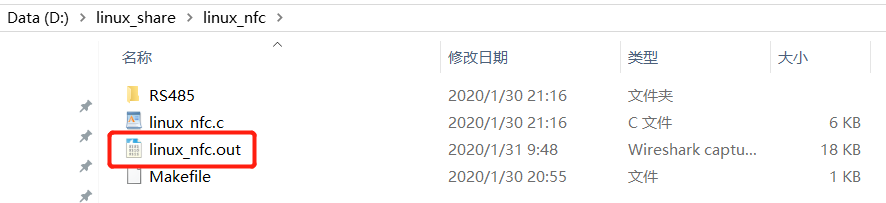 Data (D:) > linux_share > linux_nfc >
名称 修改日期 类型 大小
RS485 2020/1/30 21:16 文件夹
linux_nfc.c 2020/1/30 21:16 C 文件 6 KB
linux_nfc.out 2020/1/31 9:48 Wireshark captu... 18 KB
Makefile 2020/1/30 20:55 文件 1 KB